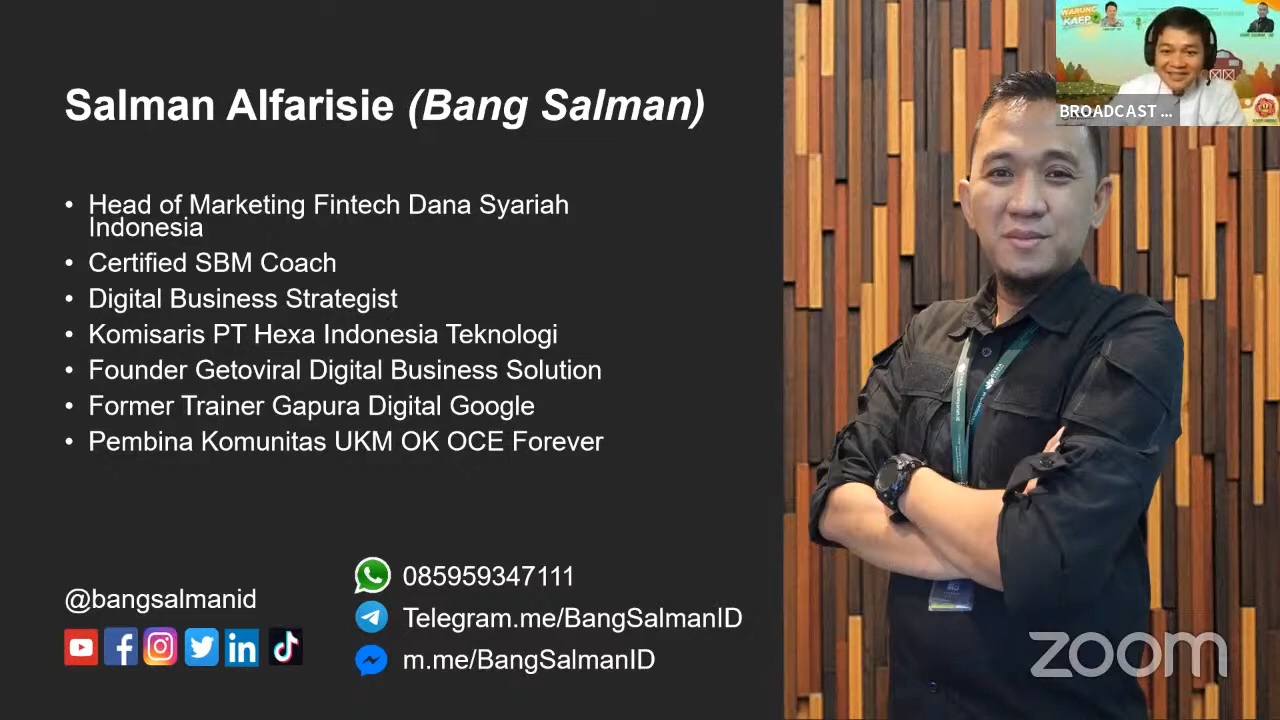 Salman Alfarisie (Bang Salman)
• Head of Marketing Fintech Dana Syariah
Indonesia
• Certified SBM Coach
• Digital Business Strategist
• Komisaris PT Hexa Indonesia Teknologi
• Founder Getoviral Digital Business Solution
• Former Trainer Gapura Digital Google
• Pembina Komunitas UKM OK OCE Forever
@bangsalmanid
085959347111
Telegram.me/BangSalmanID
m.me/BangSalmanID
WARUNG
KAEP
BROADCAST ...
zoom